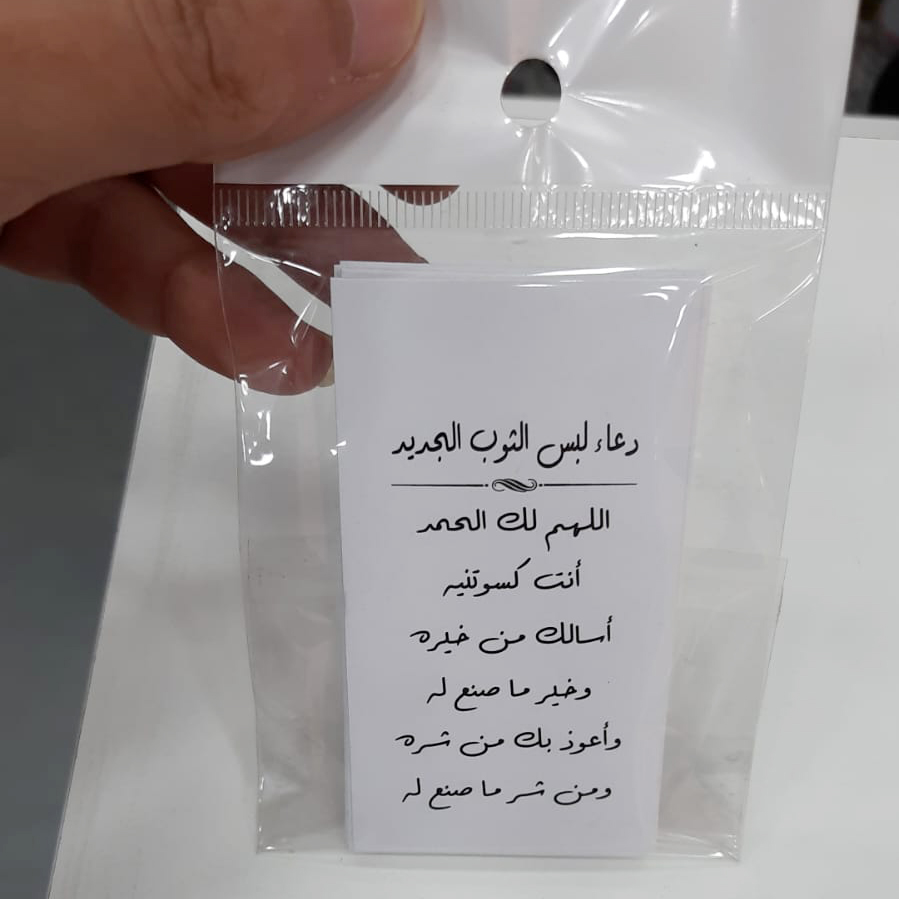 دعاء لبس الثوب الجديد
اللهم لك الحمد
أنت كسوتنيه
أسالك من خيره
وخير ما صنع له
وأعوذ بك من شره
ومن شر ما صنع له